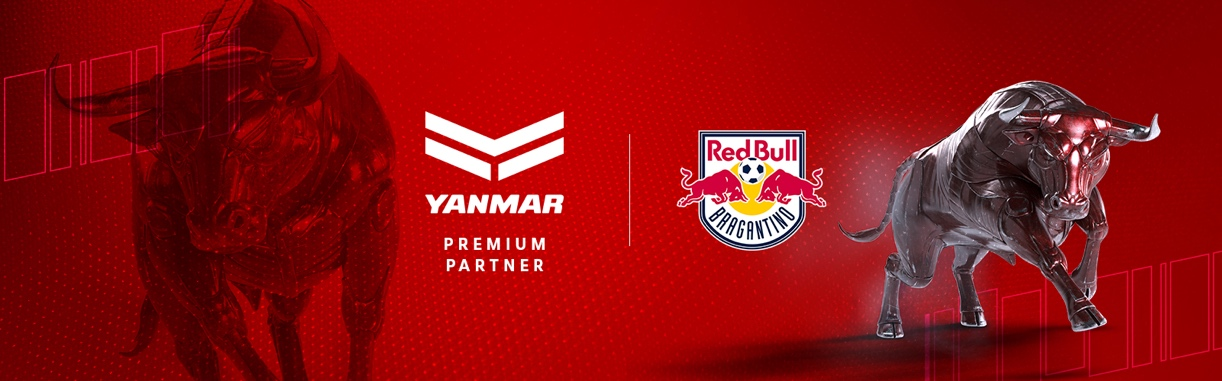 YANMAR
PREMIUM
PARTNER
Red Bull
BRAGANTINO